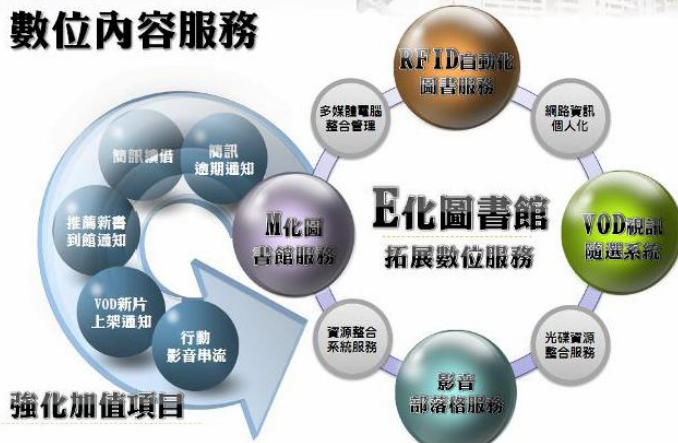 數位內容服務
RFID自動化
圖書服務
多媒體電腦
整合管理
網路資訊
個人化
簡訊續借
簡訊
逾期通知
推薦新書
到館通知
M化圖
書館服務
E化圖書館
拓展數位服務
VOD視訊
隨選系統
VOD新片
上架通知
行動
影音串流
資源整合
系統服務
光碟資源
整合服務
影音
部落格服務
強化加值項目